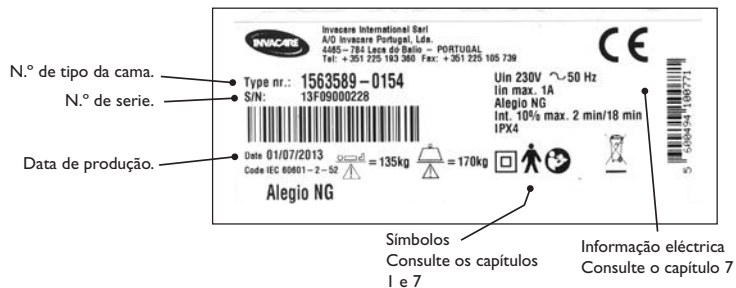 INVACARE
Invacare International Sarl
A/O Invacare Portugal, Lda.
4465-784 Leça do Balio - PORTUGAL
Tel: +351 225 193 360 Fax: +351 225 105 739
CE
N.º de tipo da cama.
Type nr.: 1563589-0154
N.º de serie.
S/N: 13F09000228
Uin 230V ~ 50 Hz
Iin max. 1A
Alegio NG
Int. 10% max. 2 min/18 min
IPX4
5 600494 100771
Data de produção.
Date 01/07/2013
Code IEC 60601-2-52
= 135kg
= 170kg
Alegio NG
Símbolos
Consulte os capítulos
1 e 7
Informação eléctrica
Consulte o capítulo 7